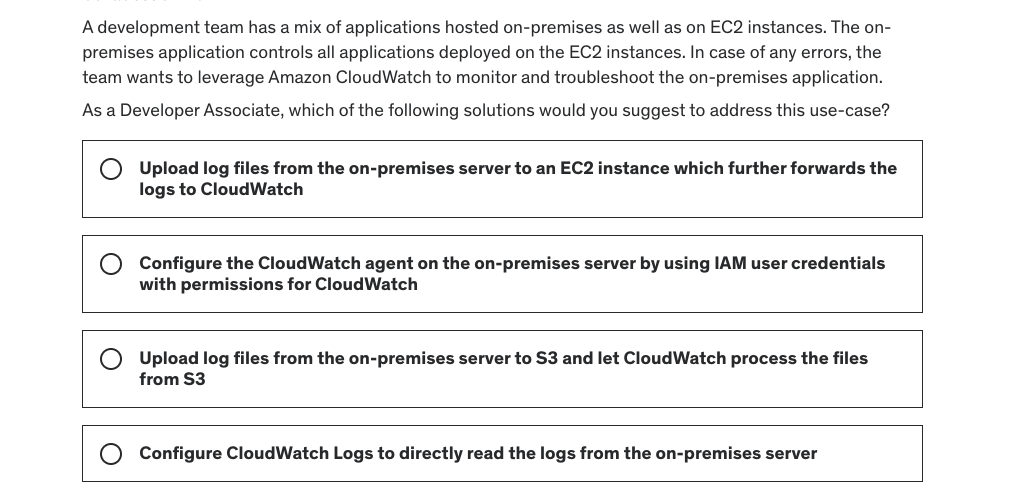 A development team has a mix of applications hosted on-premises as well as on EC2 instances. The on-
premises application controls all applications deployed on the EC2 instances. In case of any errors, the
team wants to leverage Amazon CloudWatch to monitor and troubleshoot the on-premises application.
As a Developer Associate, which of the following solutions would you suggest to address this use-case?
Upload log files from the on-premises server to an EC2 instance which further forwards the
logs to CloudWatch
Configure the CloudWatch agent on the on-premises server by using IAM user credentials
with permissions for CloudWatch
Upload log files from the on-premises server to S3 and let CloudWatch process the files
from S3
Configure CloudWatch Logs to directly read the logs from the on-premises server